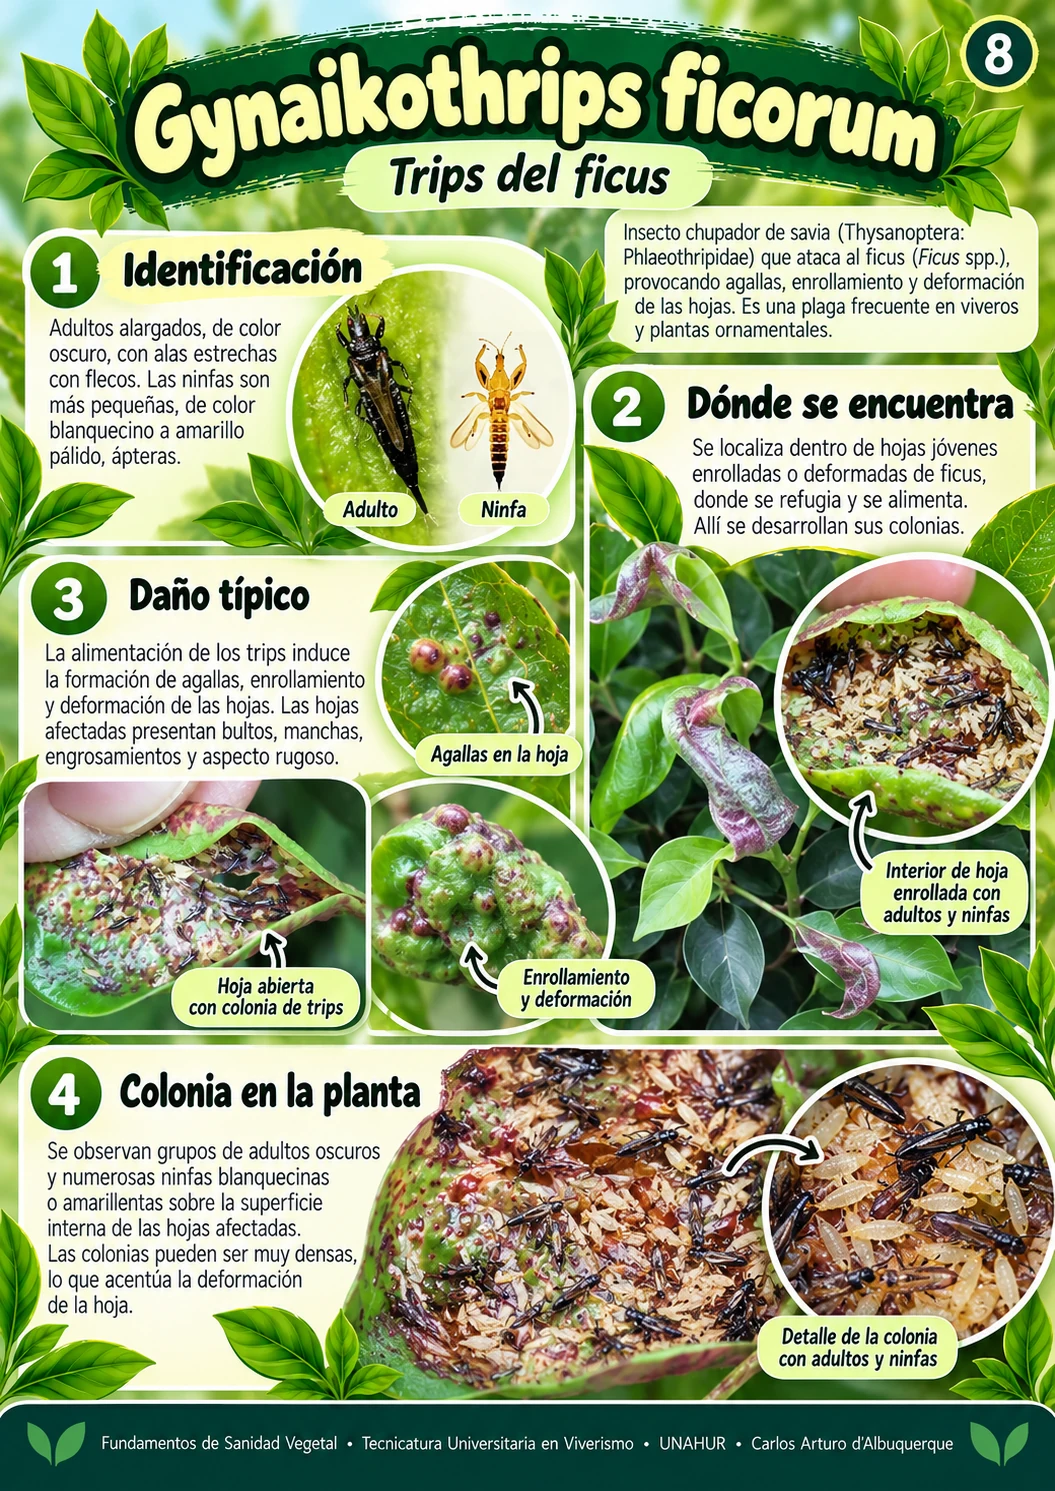 8
Gynaikothrips ficorum
Trips del ficus
Insecto chupador de savia (Thysanoptera:
Phlaeothripidae) que ataca al ficus (Ficus spp.),
provocando agallas, enrollamiento y deformación
de las hojas. Es una plaga frecuente en viveros
y plantas ornamentales.
1 Identificación
Adultos alargados, de color
oscuro, con alas estrechas
con flecos. Las ninfas son
más pequeñas, de color
blanquecino a amarillo
pálido, ápteras.
Adulto
Ninfa
2 Dónde se encuentra
Se localiza dentro de hojas jóvenes
enrolladas o deformadas de ficus,
donde se refugia y se alimenta.
Allí se desarrollan sus colonias.
Interior de hoja
enrollada con
adultos y ninfas
3 Daño típico
La alimentación de los trips induce
la formación de agallas, enrollamiento
y deformación de las hojas. Las hojas
afectadas presentan bultos, manchas,
engrosamientos y aspecto rugoso.
Agallas en la hoja
Hoja abierta
con colonia de trips
Enrollamiento
y deformación
4 Colonia en la planta
Se observan grupos de adultos oscuros
y numerosas ninfas blanquecinas
o amarillentas sobre la superficie
interna de las hojas afectadas.
Las colonias pueden ser muy densas,
lo que acentúa la deformación
de la hoja.
Detalle de la colonia
con adultos y ninfas
Fundamentos de Sanidad Vegetal • Tecnicatura Universitaria en Viverismo • UNAHUR • Carlos Arturo d'Albuquerque